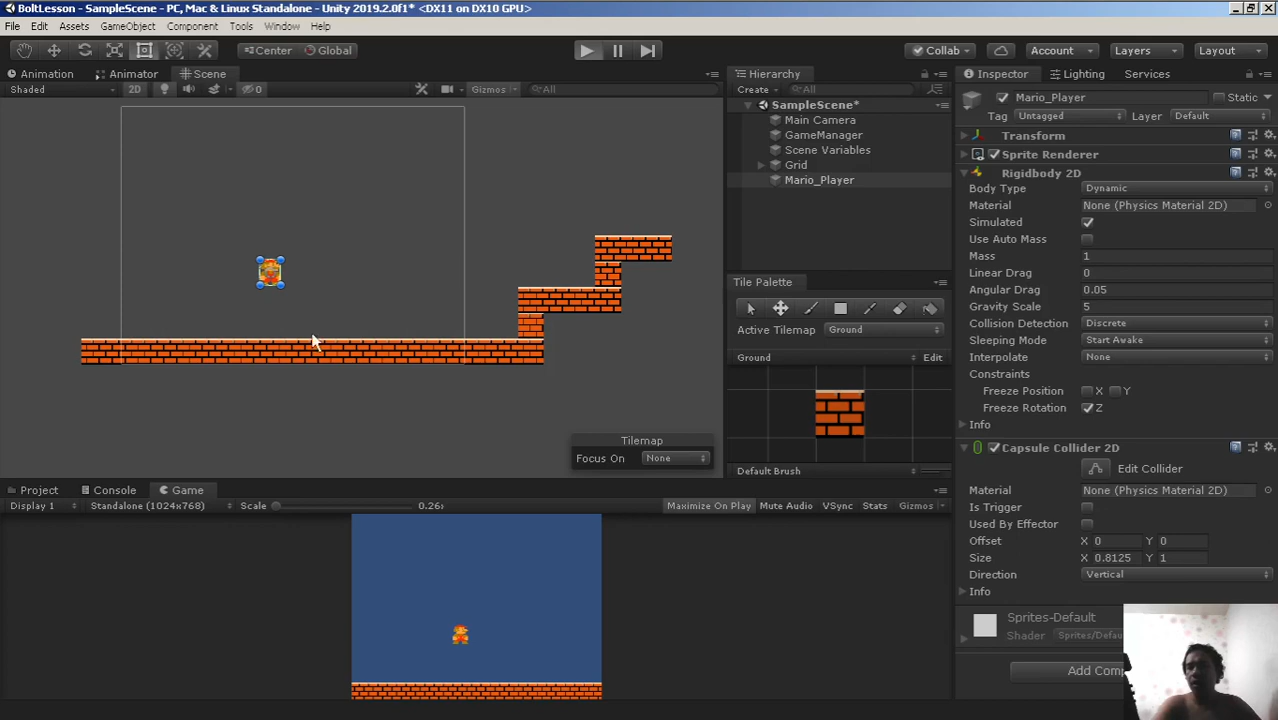 BoltLesson - SampleScene - PC, Mac & Linux Standalone - Unity 2019.2.0f1* <DX11 on DX10 GPU>
File Edit Assets GameObject Component Tools Window Help
Center Global Collab Account Layers Layout
Animation Animator Scene
Shaded 2D 0 Gizmos All
Tilemap
Focus On None
Hierarchy
Create All
SampleScene*
Main Camera
GameManager
Scene Variables
Grid
Mario_Player
Tile Palette
Active Tilemap Ground
Ground Edit
Default Brush
Project Console Game
Display 1 Standalone (1024x768) Scale 0.26x Maximize On Play Mute Audio VSync Stats Gizmos
Inspector Lighting Services
Mario_Player Static
Tag Untagged Layer Default
Transform
Sprite Renderer
Rigidbody 2D
Body Type Dynamic
Material None (Physics Material 2D)
Simulated
Use Auto Mass
Mass 1
Linear Drag 0
Angular Drag 0.05
Gravity Scale 5
Collision Detection Discrete
Sleeping Mode Start Awake
Interpolate None
Constraints
Freeze Position X Y
Freeze Rotation Z
Info
Capsule Collider 2D
Edit Collider
Material None (Physics Material 2D)
Is Trigger
Used By Effector
Offset X 0 Y 0
Size X 0.8125 Y 1
Direction Vertical
Info
Sprites-Default
Shader Sprites/Defau
Add Comp